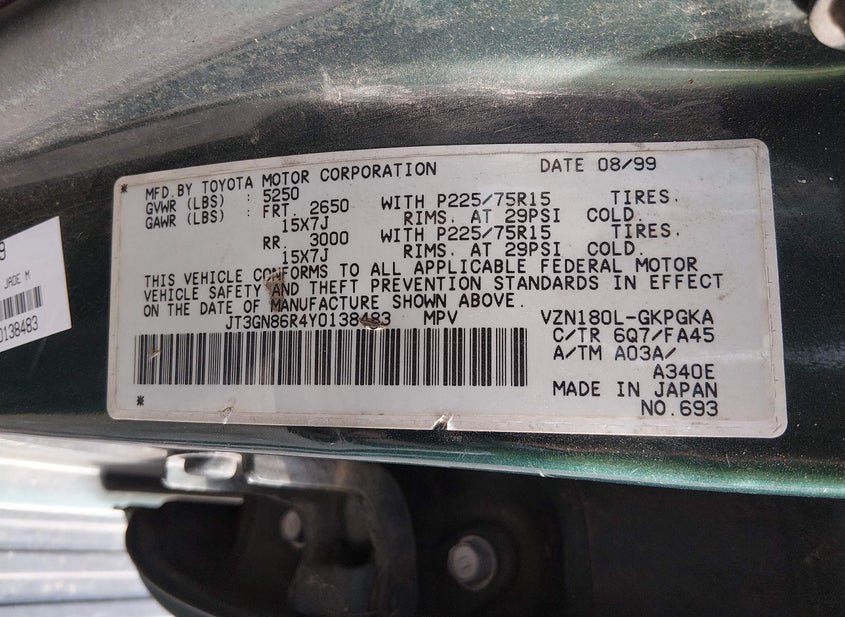 * MFD. BY TOYOTA MOTOR CORPORATION DATE 08/99
GVWR (LBS) : 5250
GAWR (LBS) : FRT. 2650 WITH P225/75R15 TIRES.
15X7J RIMS. AT 29PSI COLD.
RR. 3000 WITH P225/75R15 TIRES.
15X7J RIMS. AT 29PSI COLD.
THIS VEHICLE CONFORMS TO ALL APPLICABLE FEDERAL MOTOR
VEHICLE SAFETY AND THEFT PREVENTION STANDARDS IN EFFECT
ON THE DATE OF MANUFACTURE SHOWN ABOVE.
JT3GN86R4Y0138483 MPV VZN180L-GKPGKA
C/TR 6Q7/FA45
A/TM A03A/
A340E
MADE IN JAPAN
* NO.693
JADE M
0138483